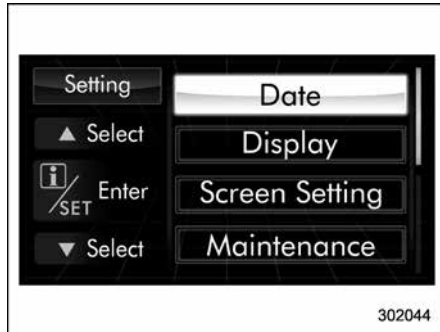 Setting
▲ Select
i/SET Enter
▼ Select
Date
Display
Screen Setting
Maintenance
302044